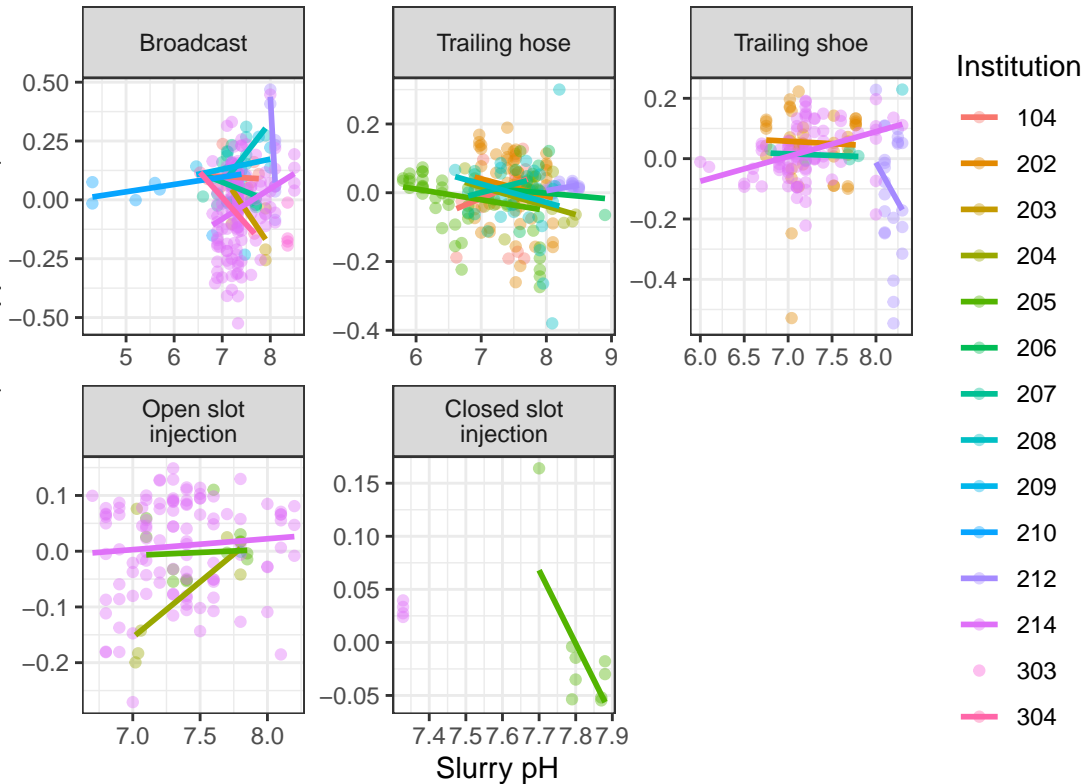 Broadcast
Trailing hose
Trailing shoe
Institution
0.50
0.25
0.00
−0.25
−0.50
5 6 7 8
0.2
0.0
−0.2
−0.4
6 7 8 9
0.2
0.0
−0.2
−0.4
6.0 6.5 7.0 7.5 8.0
Open slot
injection
Closed slot
injection
0.1
0.0
−0.1
−0.2
7.0 7.5 8.0
0.15
0.10
0.05
0.00
−0.05
7.4 7.5 7.6 7.7 7.8 7.9
Slurry pH
104
202
203
204
205
206
207
208
209
210
212
214
303
304